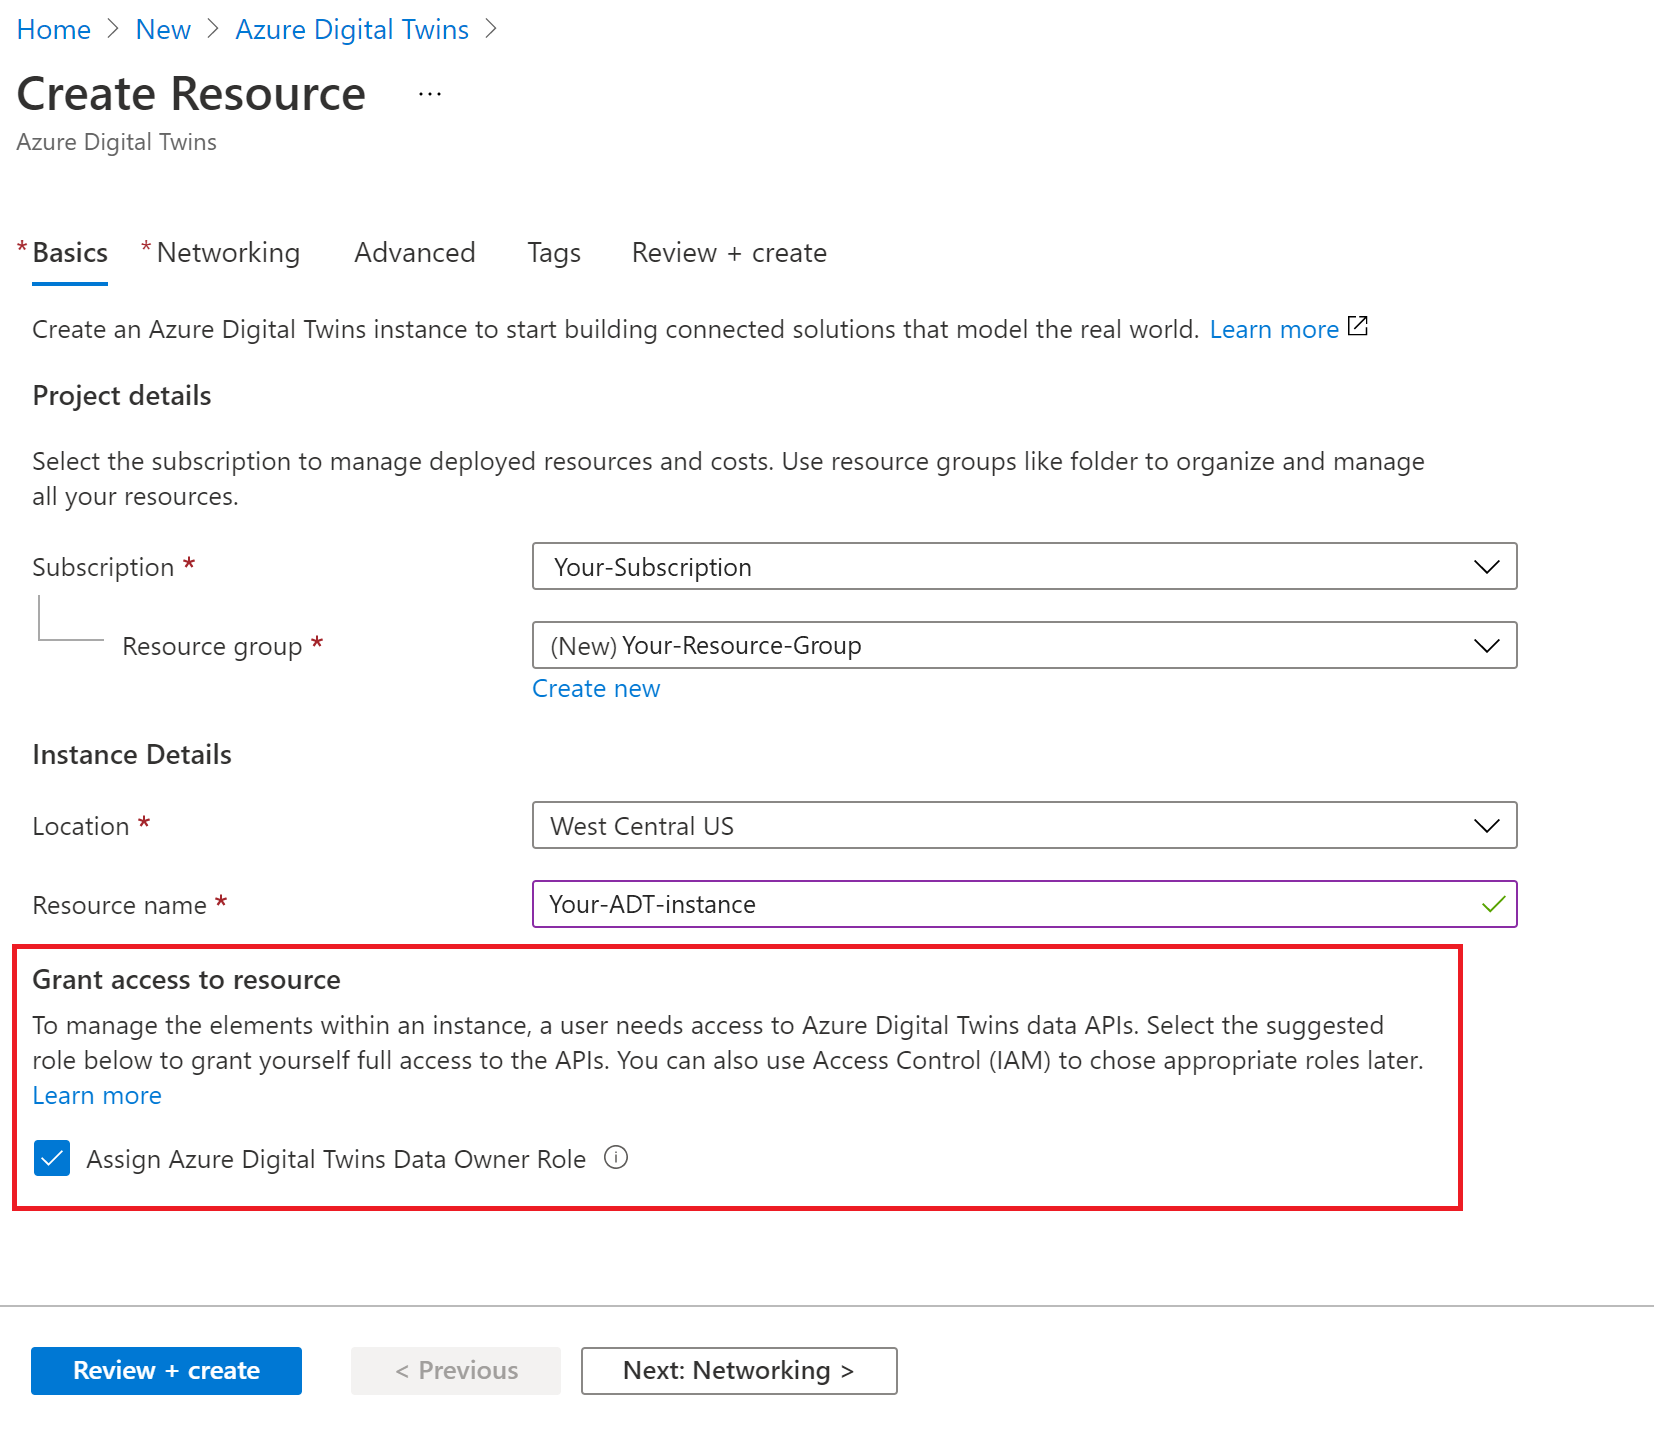 Home > New > Azure Digital Twins >
Create Resource ...
Azure Digital Twins
* Basics * Networking Advanced Tags Review + create
Create an Azure Digital Twins instance to start building connected solutions that model the real world. Learn more
Project details
Select the subscription to manage deployed resources and costs. Use resource groups like folder to organize and manage
all your resources.
Subscription * Your-Subscription
Resource group * (New) Your-Resource-Group
Create new
Instance Details
Location * West Central US
Resource name * Your-ADT-instance
Grant access to resource
To manage the elements within an instance, a user needs access to Azure Digital Twins data APIs. Select the suggested
role below to grant yourself full access to the APIs. You can also use Access Control (IAM) to chose appropriate roles later.
Learn more
Assign Azure Digital Twins Data Owner Role
Review + create < Previous Next: Networking >